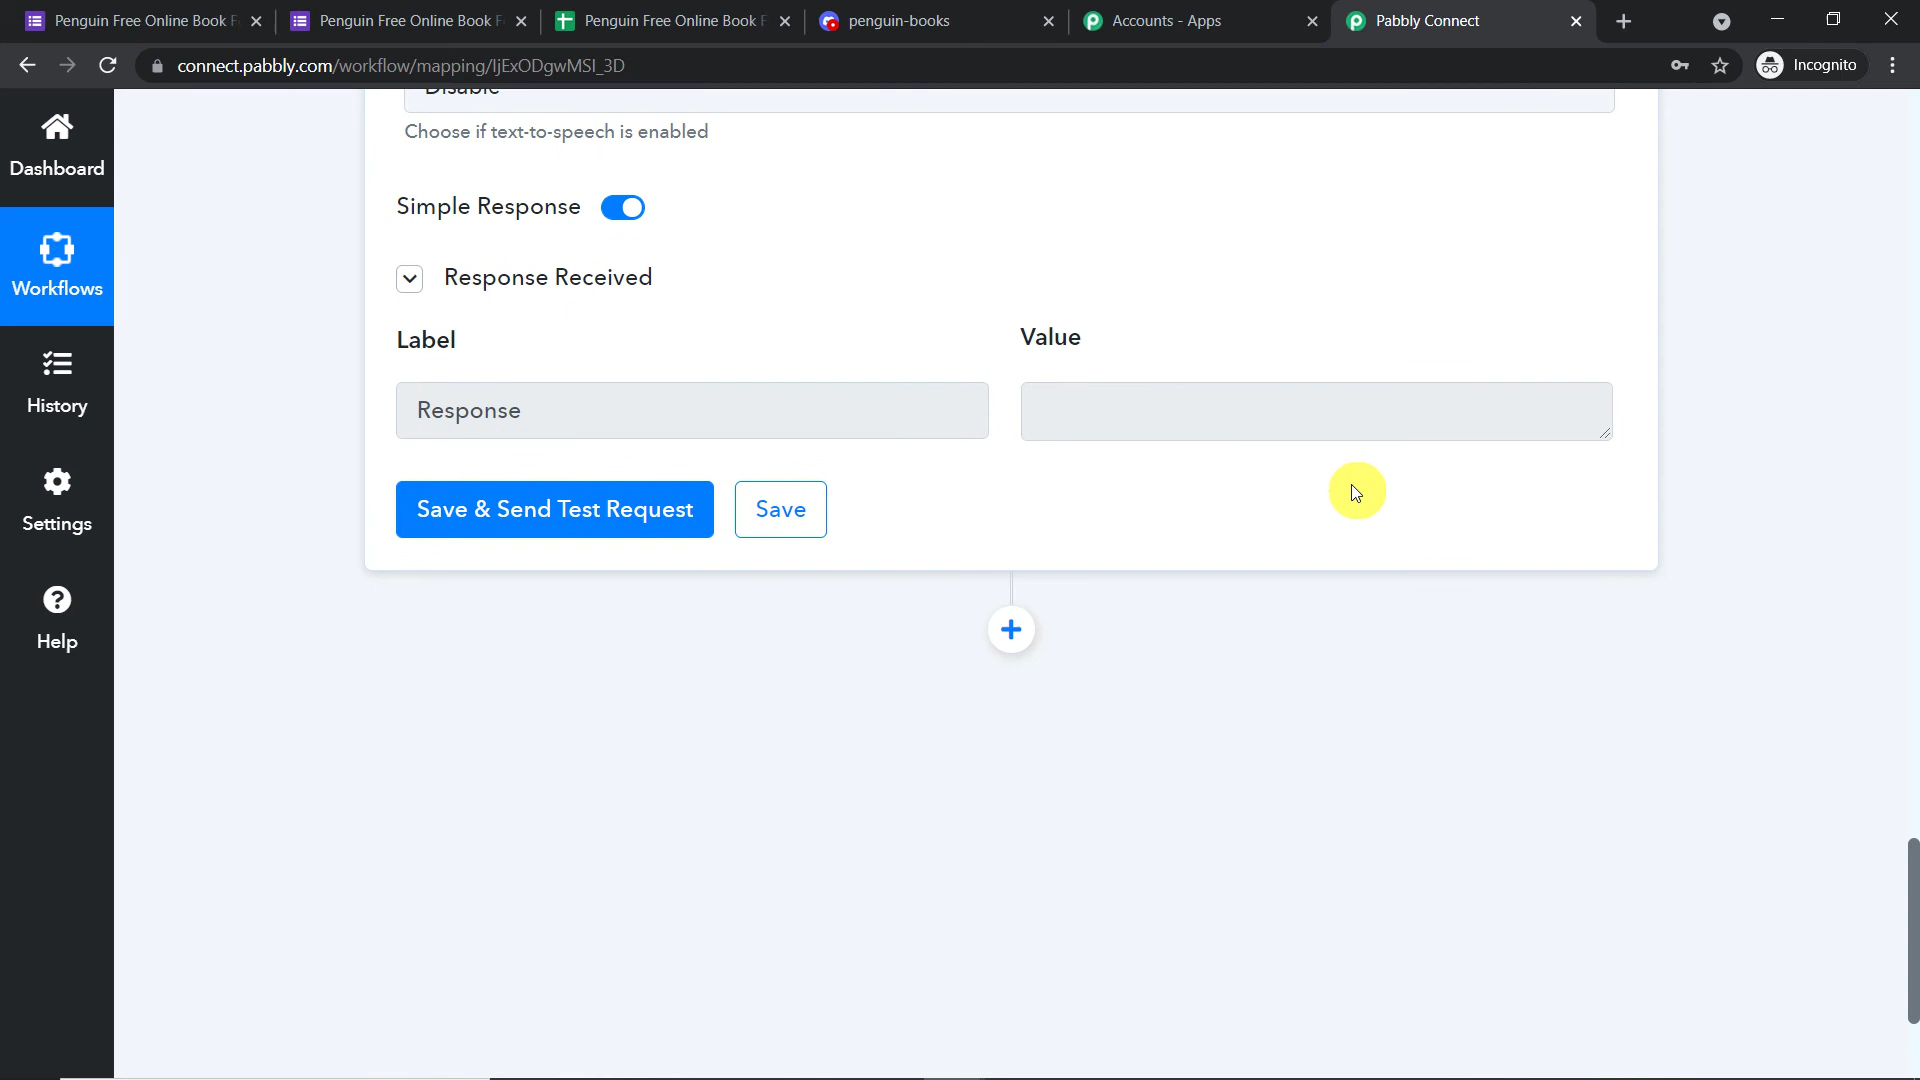 Penguin Free Online Book F
Penguin Free Online Book F
Penguin Free Online Book F
penguin-books
Accounts - Apps
Pabbly Connect
connect.pabbly.com/workflow/mapping/IjExODgwMSI_3D
Incognito
Dashboard
Workflows
History
Settings
Help
Disable
Choose if text-to-speech is enabled
Simple Response
Response Received
Label
Value
Response
Save & Send Test Request
Save